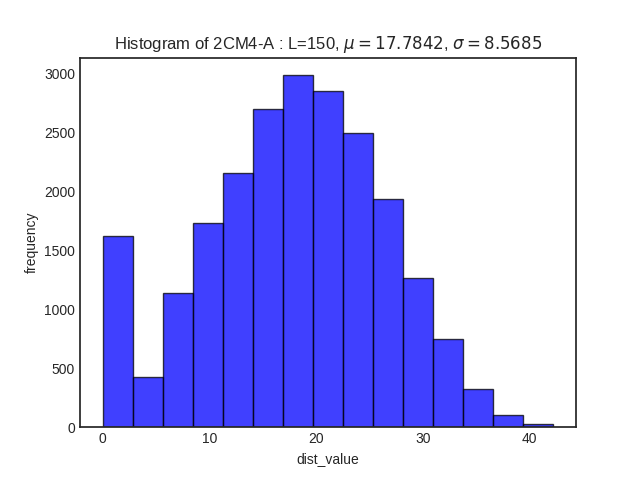 Histogram of 2CM4-A : L=150, μ = 17.7842, σ = 8.5685
3000
2500
2000
1500
1000
500
0
frequency
0 10 20 30 40
dist_value